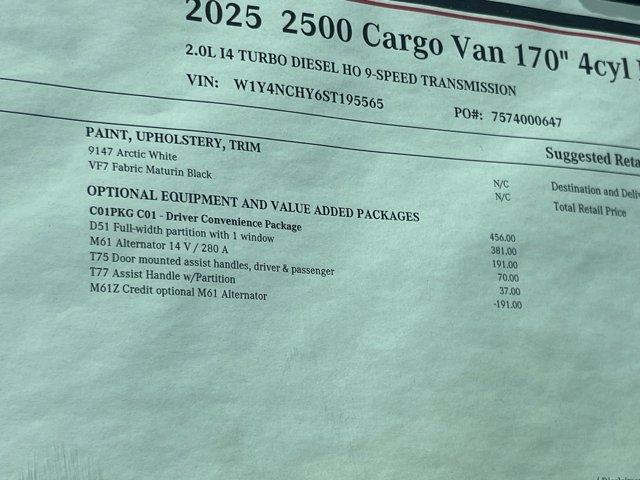 2025 2500 Cargo Van 170" 4cyl
2.0L I4 TURBO DIESEL HO 9-SPEED TRANSMISSION
VIN: W1Y4NCHY6ST195565 PO#: 7574000647
Suggested Reta
PAINT, UPHOLSTERY, TRIM
9147 Arctic White N/C Destination and Deliv
VF7 Fabric Maturin Black N/C Total Retail Price
OPTIONAL EQUIPMENT AND VALUE ADDED PACKAGES
C01PKG C01 - Driver Convenience Package 456.00
D51 Full-width partition with 1 window 381.00
M61 Alternator 14 V / 280 A 191.00
T75 Door mounted assist handles, driver & passenger 70.00
T77 Assist Handle w/Partition 37.00
M61Z Credit optional M61 Alternator -191.00